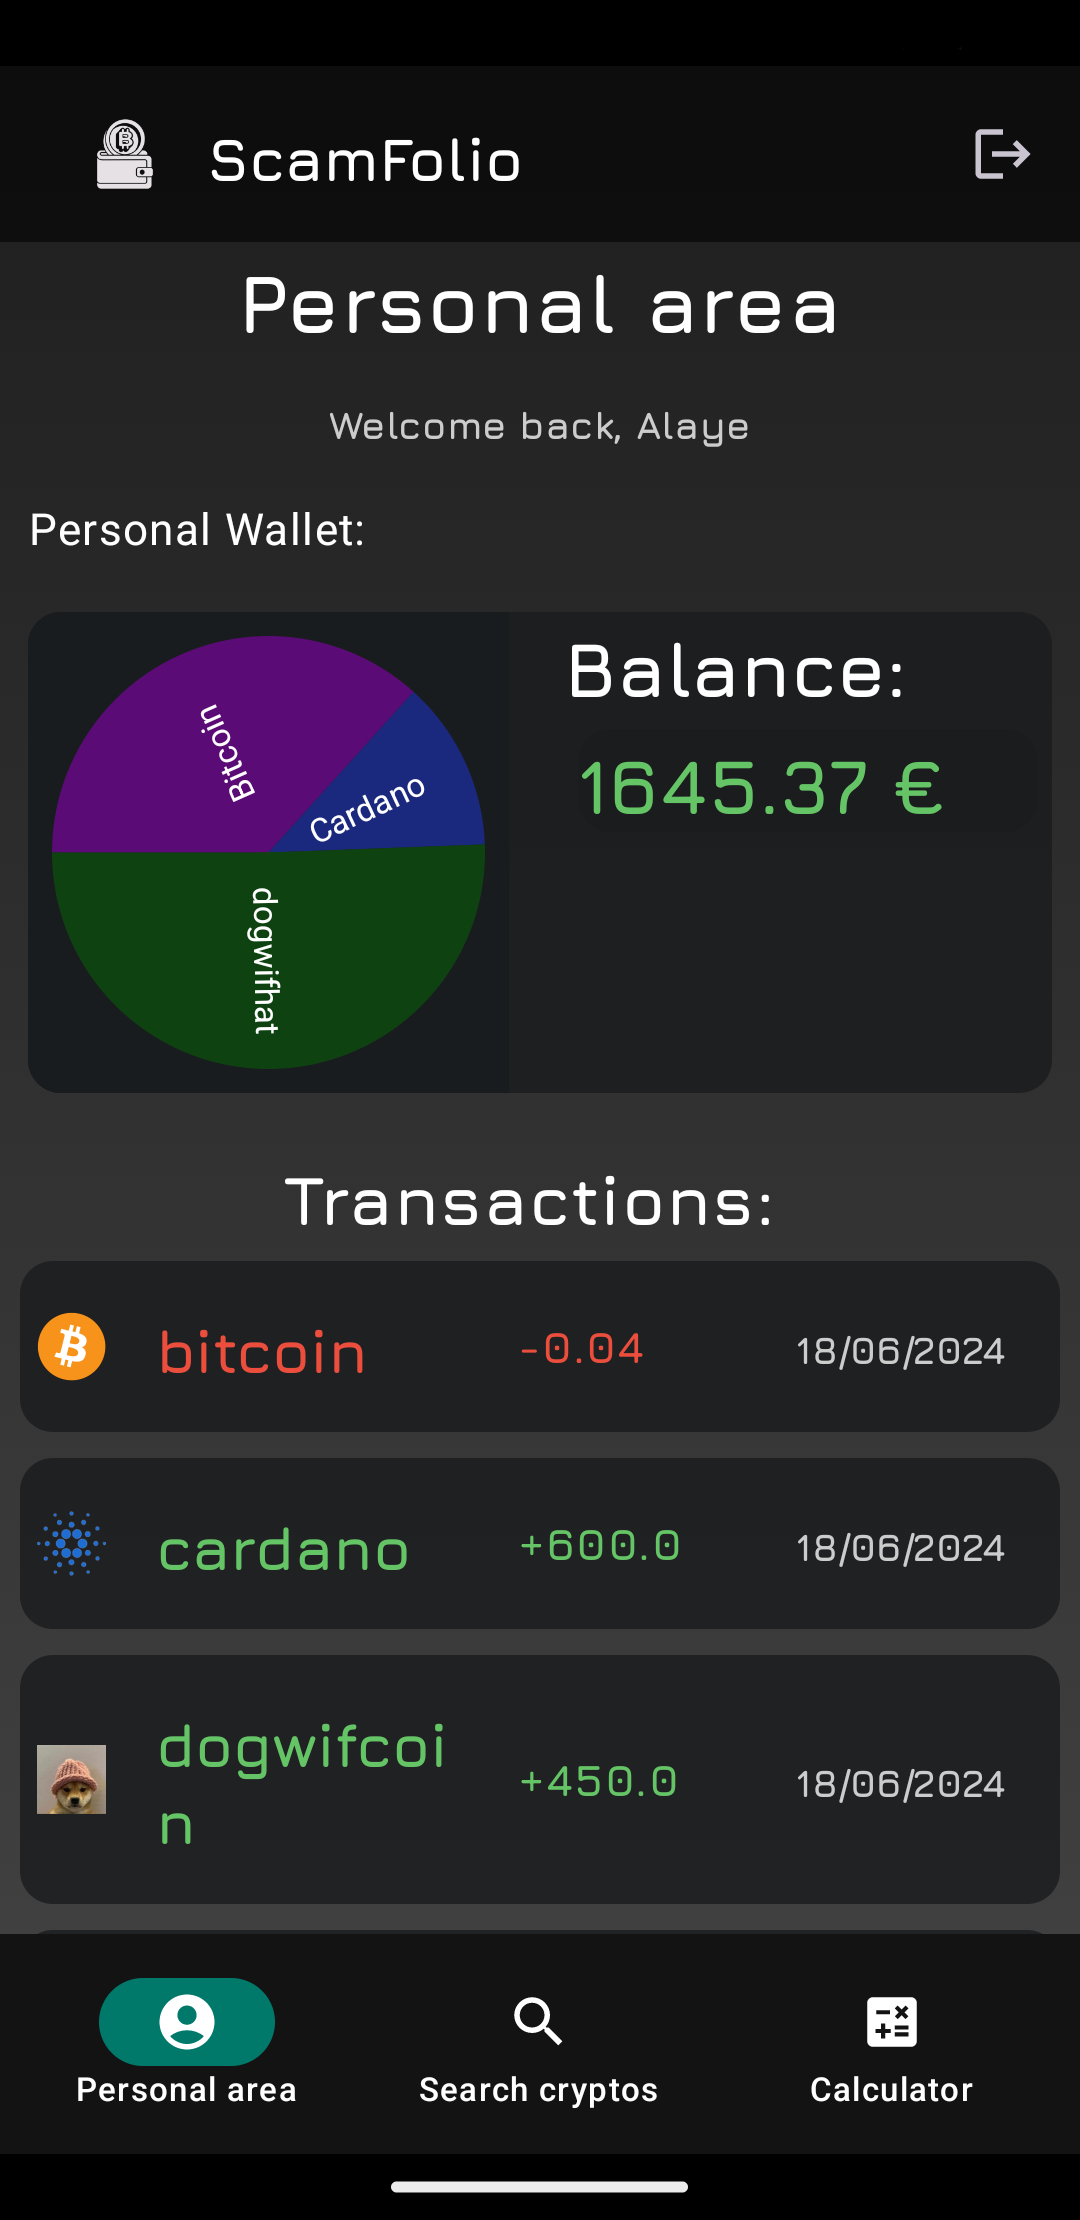 ScamFolio
Personal area
Welcome back, Alaye
Personal Wallet:
Bitcoin
Cardano
dogwifhat
Balance:
1645.37 €
Transactions:
bitcoin -0.04 18/06/2024
cardano +600.0 18/06/2024
dogwifcoi
n +450.0 18/06/2024
Personal area Search cryptos Calculator